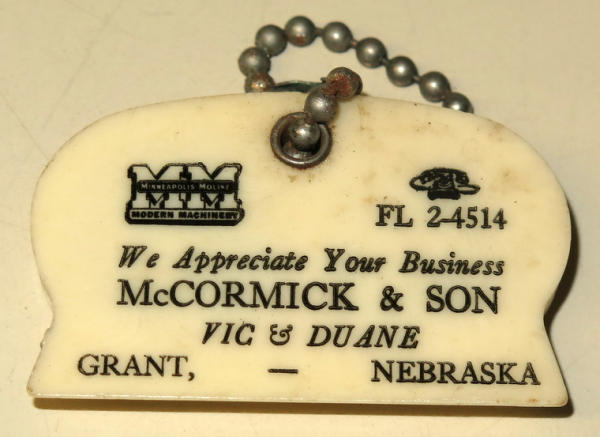 MM
MINNEAPOLIS MOLINE
MODERN MACHINERY
FL 2-4514
We Appreciate Your Business
McCORMICK & SON
VIC & DUANE
GRANT, — NEBRASKA